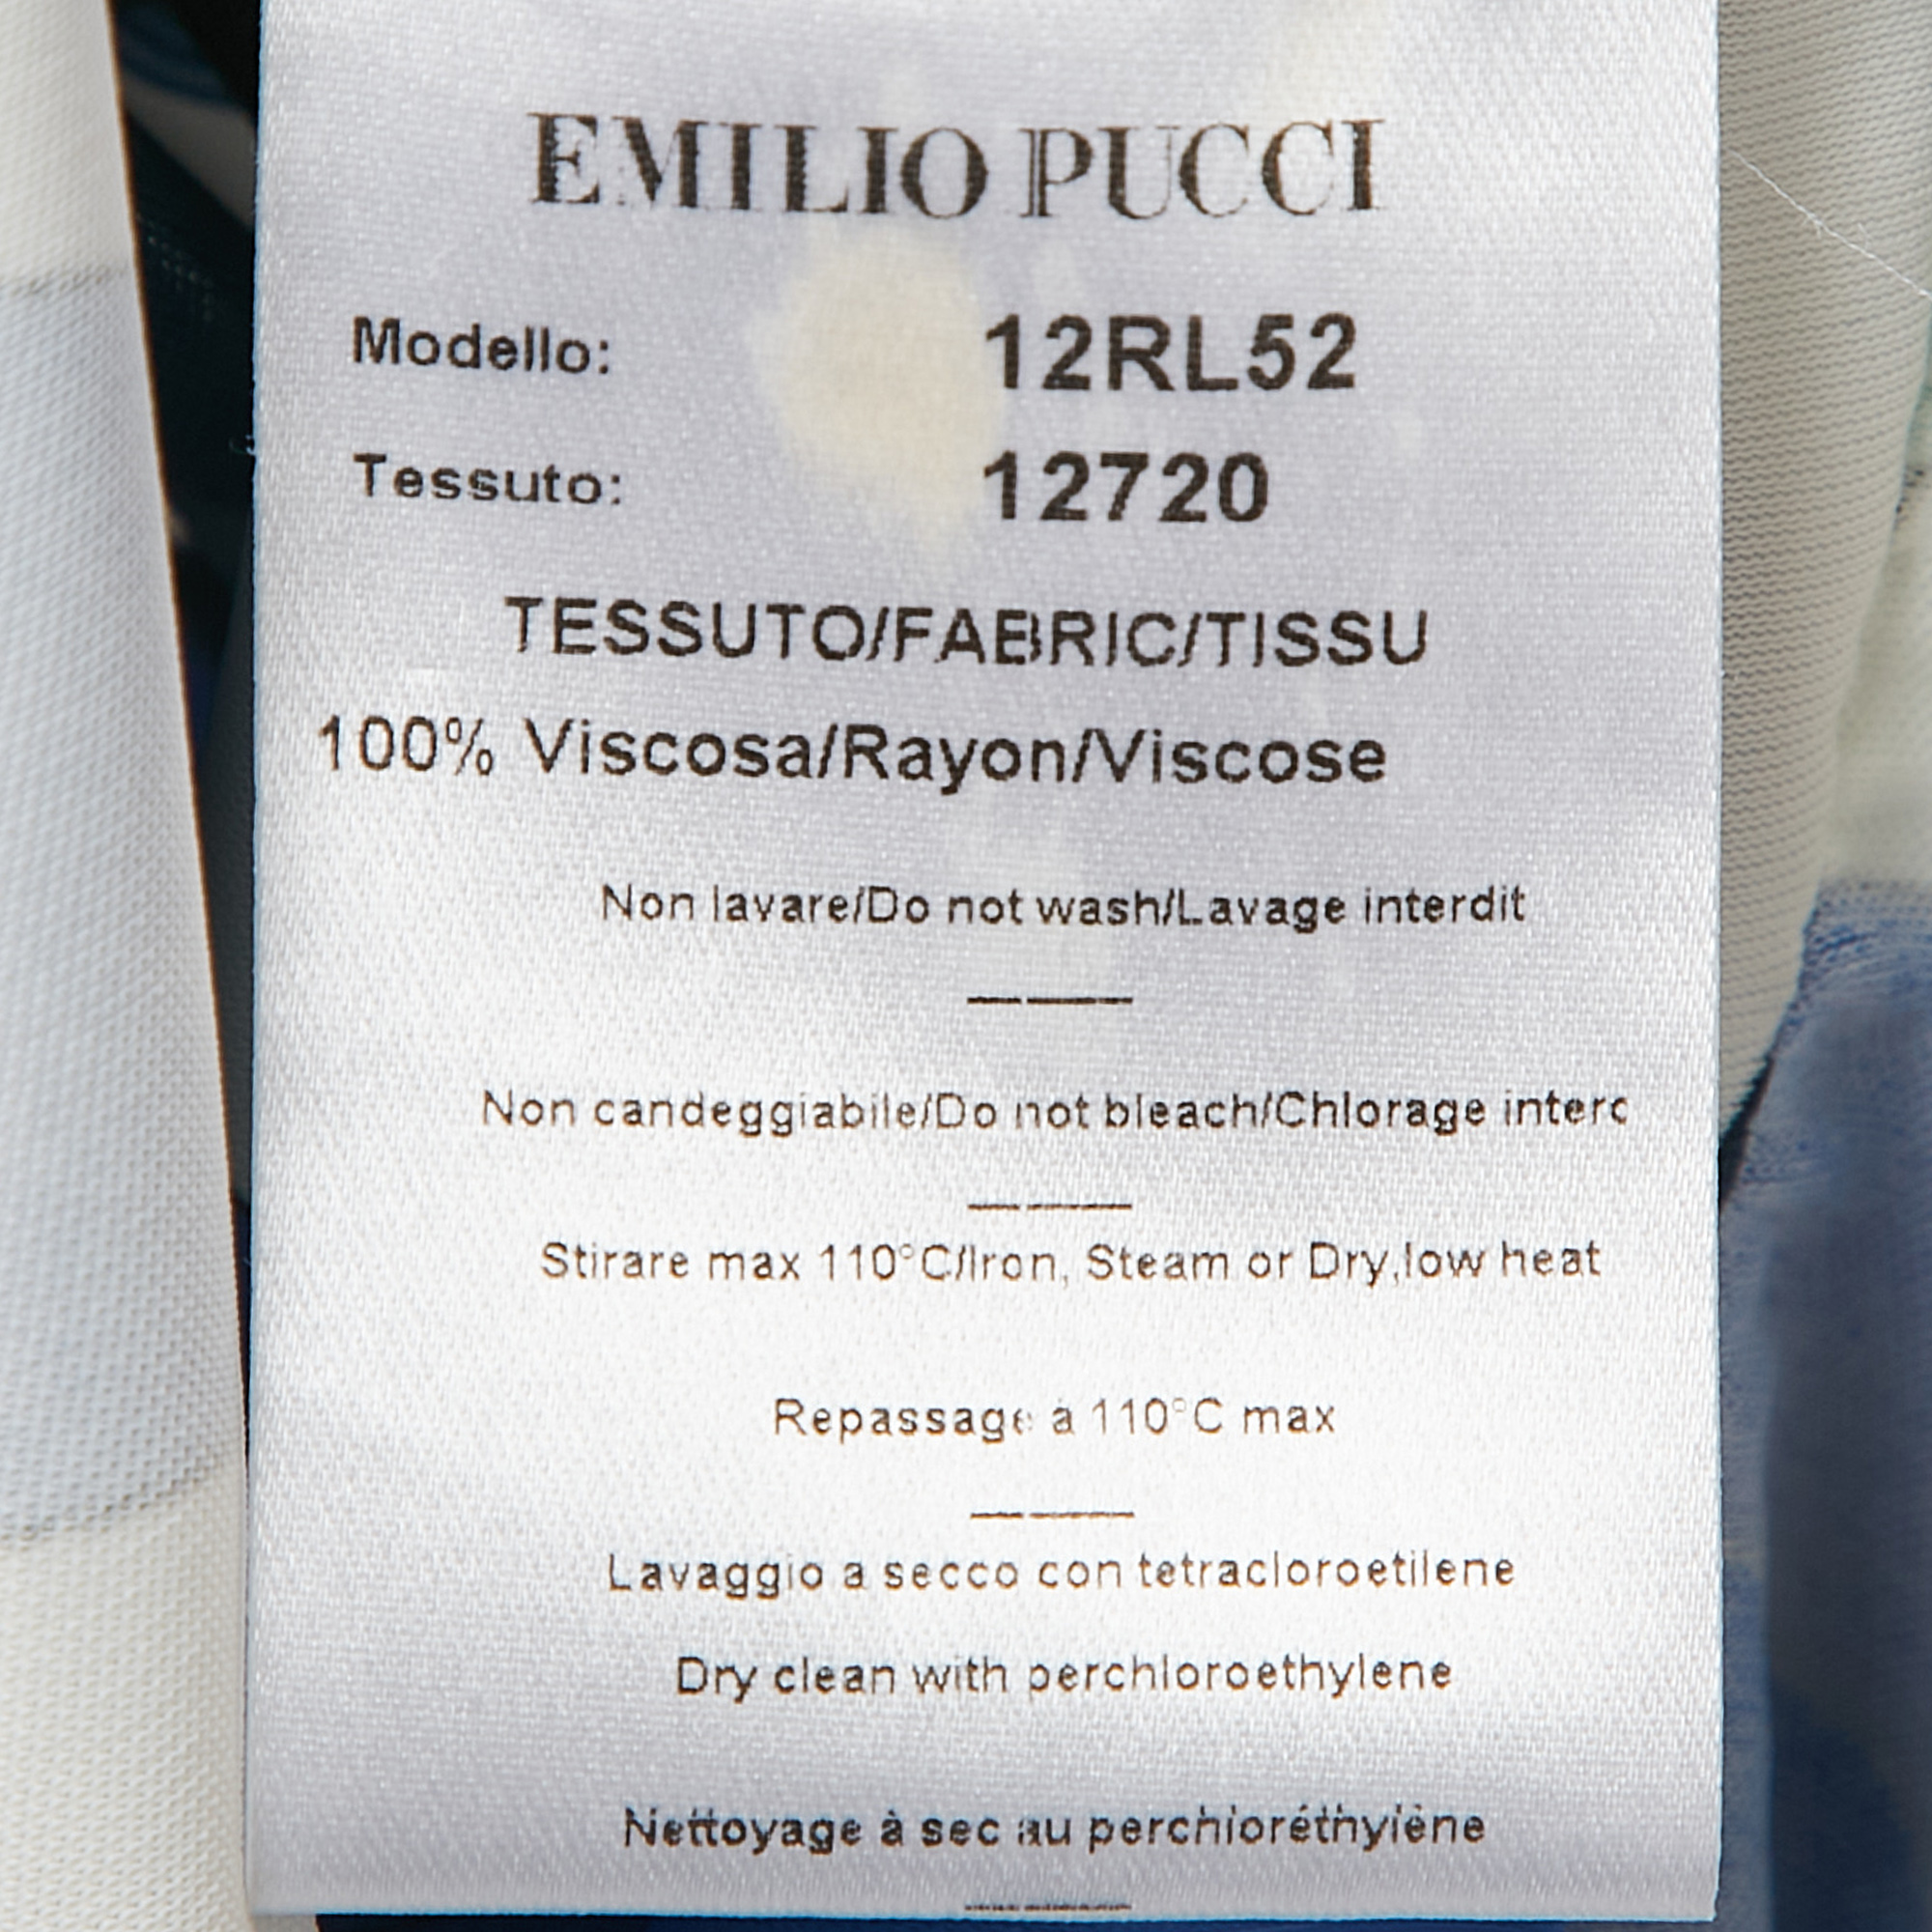 EMILIO PUCCI
Modello: 12RL52
Tessuto: 12720
TESSUTO/FABRIC/TISSU
100% Viscosa/Rayon/Viscose
Non lavare/Do not wash/Lavage interdit
Non candeggiabile/Do not bleach/Chlorage interc
Stirare max 110°C/Iron, Steam or Dry,low heat
Repassage à 110°C max
Lavaggio a secco con tetracloroetilene
Dry clean with perchloroethylene
Nettoyage à sec au perchloréthylène